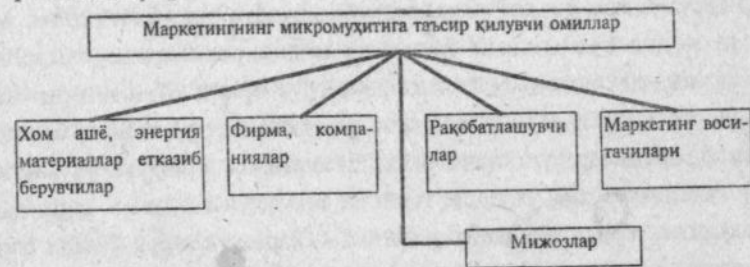 Маркетингнинг микромуҳитига таъсир қилувчи омиллар
Хом ашё, энергия
материаллар етказиб
берувчилар
Фирма, компа-
ниялар
Рақобатлашувчи
лар
Маркетинг воси-
тачилари
Мижозлар